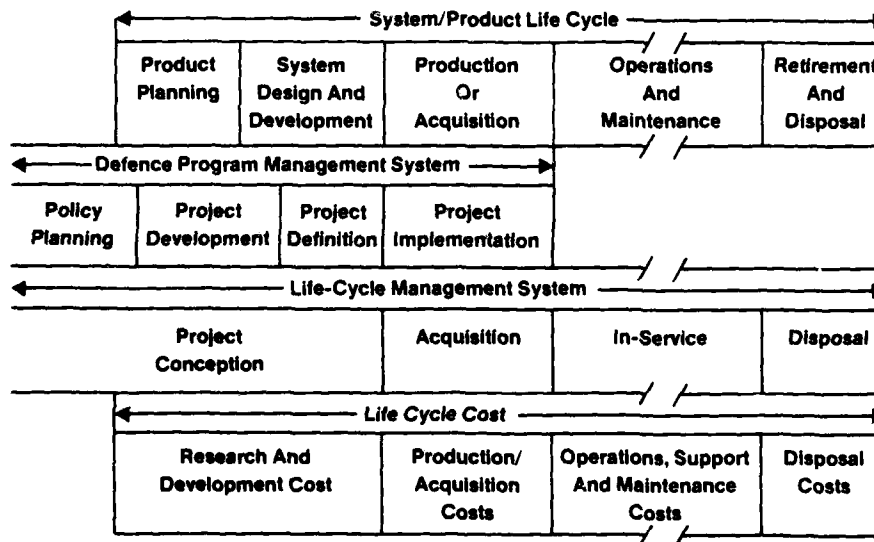 System/Product Life Cycle
Product Planning
System Design And Development
Production Or Acquisition
Operations And Maintenance
Retirement And Disposal
Defence Program Management System
Policy Planning
Project Development
Project Definition
Project Implementation
Life-Cycle Management System
Project Conception
Acquisition
In-Service
Disposal
Life Cycle Cost
Research And Development Cost
Production/ Acquisition Costs
Operations, Support And Maintenance Costs
Disposal Costs